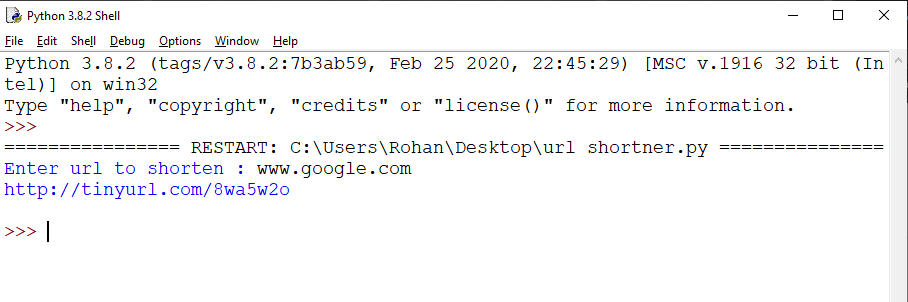 Python 3.8.2 Shell
File Edit Shell Debug Options Window Help
Python 3.8.2 (tags/v3.8.2:7b3ab59, Feb 25 2020, 22:45:29) [MSC v.1916 32 bit (In
tel)] on win32
Type "help", "copyright", "credits" or "license()" for more information.
>>>
================ RESTART: C:\Users\Rohan\Desktop\url shortner.py ===============
Enter url to shorten : www.google.com
http://tinyurl.com/8wa5w2o
>>>